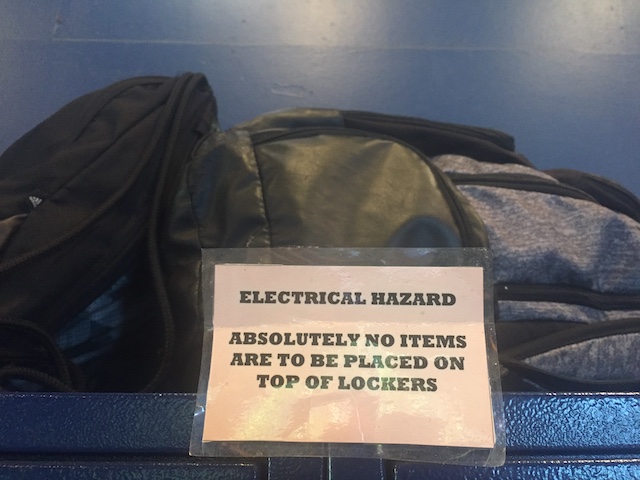 ELECTRICAL HAZARD
ABSOLUTELY NO ITEMS
ARE TO BE PLACED ON
TOP OF LOCKERS